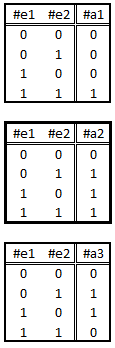 #e1 #e2 #a1
0 0 0
0 1 0
1 0 0
1 1 1
#e1 #e2 #a2
0 0 0
0 1 1
1 0 1
1 1 1
#e1 #e2 #a3
0 0 0
0 1 1
1 0 1
1 1 0